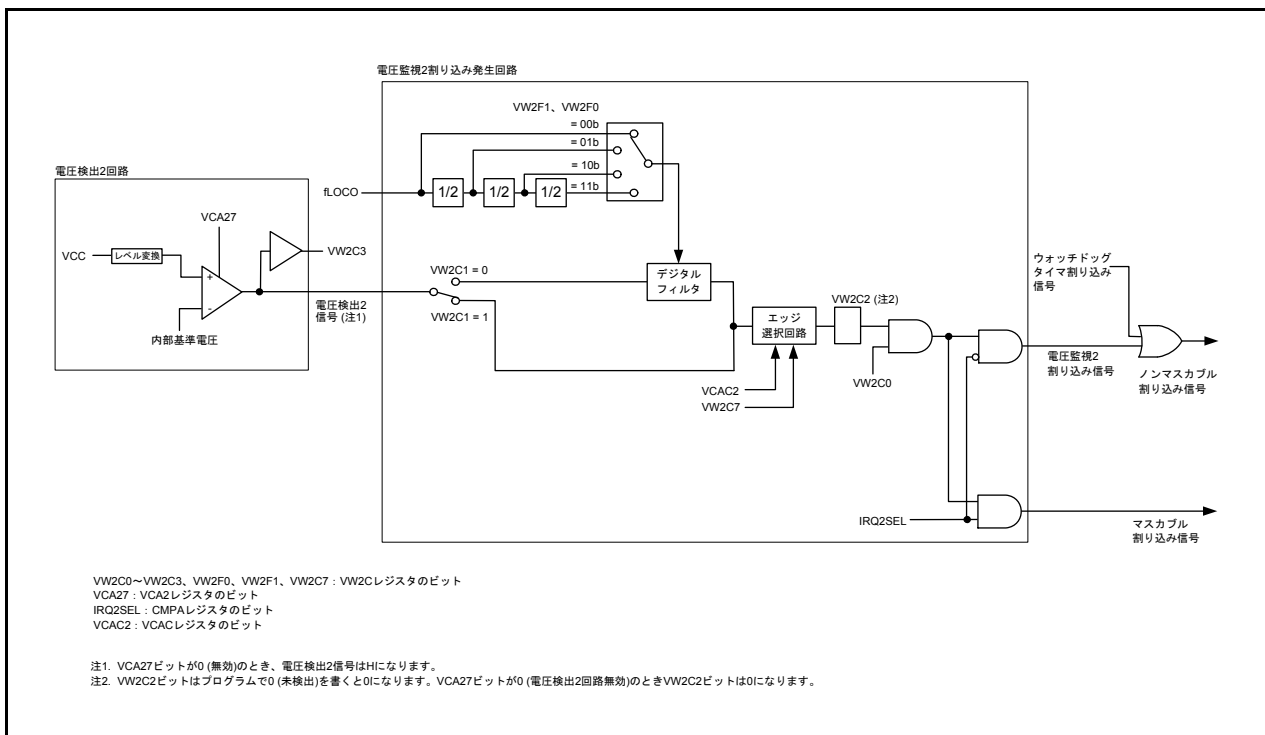 電圧監視2割り込み発生回路
VW2F1、VW2F0
= 00b
= 01b
= 10b
= 11b
fLOCO
1/2
1/2
1/2
電圧検出2回路
VCA27
VCC
レベル変換
+
-
内部基準電圧
VW2C3
電圧検出2
信号 (注1)
VW2C1 = 0
VW2C1 = 1
デジタル
フィルタ
エッジ
選択回路
VCAC2
VW2C7
VW2C2 (注2)
VW2C0
IRQ2SEL
ウォッチドッグ
タイマ割り込み
信号
電圧監視2
割り込み信号
ノンマスカブル
割り込み信号
マスカブル
割り込み信号
VW2C0～VW2C3、VW2F0、VW2F1、VW2C7 : VW2Cレジスタのビット
VCA27 : VCA2レジスタのビット
IRQ2SEL : CMPAレジスタのビット
VCAC2 : VCACレジスタのビット
注1. VCA27ビットが0 (無効)のとき、電圧検出2信号はHになります。
注2. VW2C2ビットはプログラムで0 (未検出)を書くと0になります。VCA27ビットが0 (電圧検出2回路無効)のときVW2C2ビットは0になります。